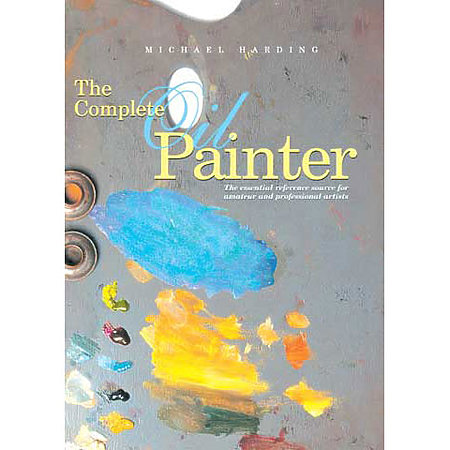 MICHAEL HARDING
The
Complete
Oil
Painter
The essential reference source for
amateur and professional artists